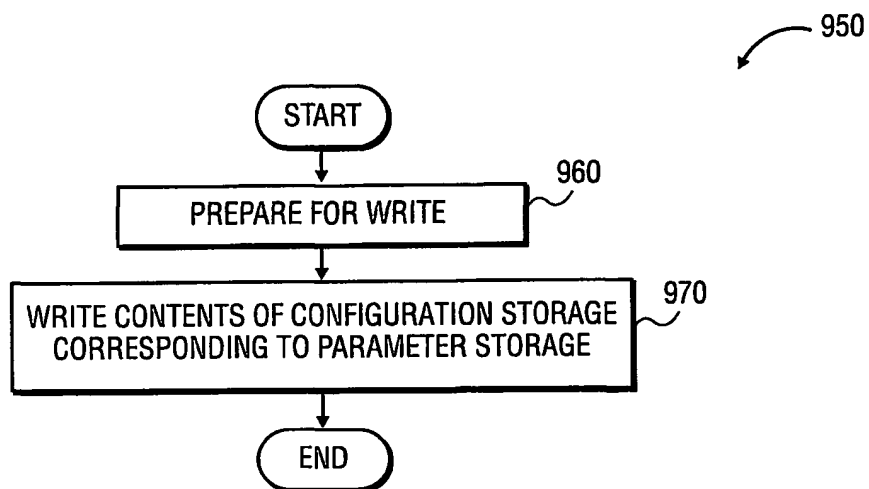 950
START
960
PREPARE FOR WRITE
970
WRITE CONTENTS OF CONFIGURATION STORAGE
CORRESPONDING TO PARAMETER STORAGE
END